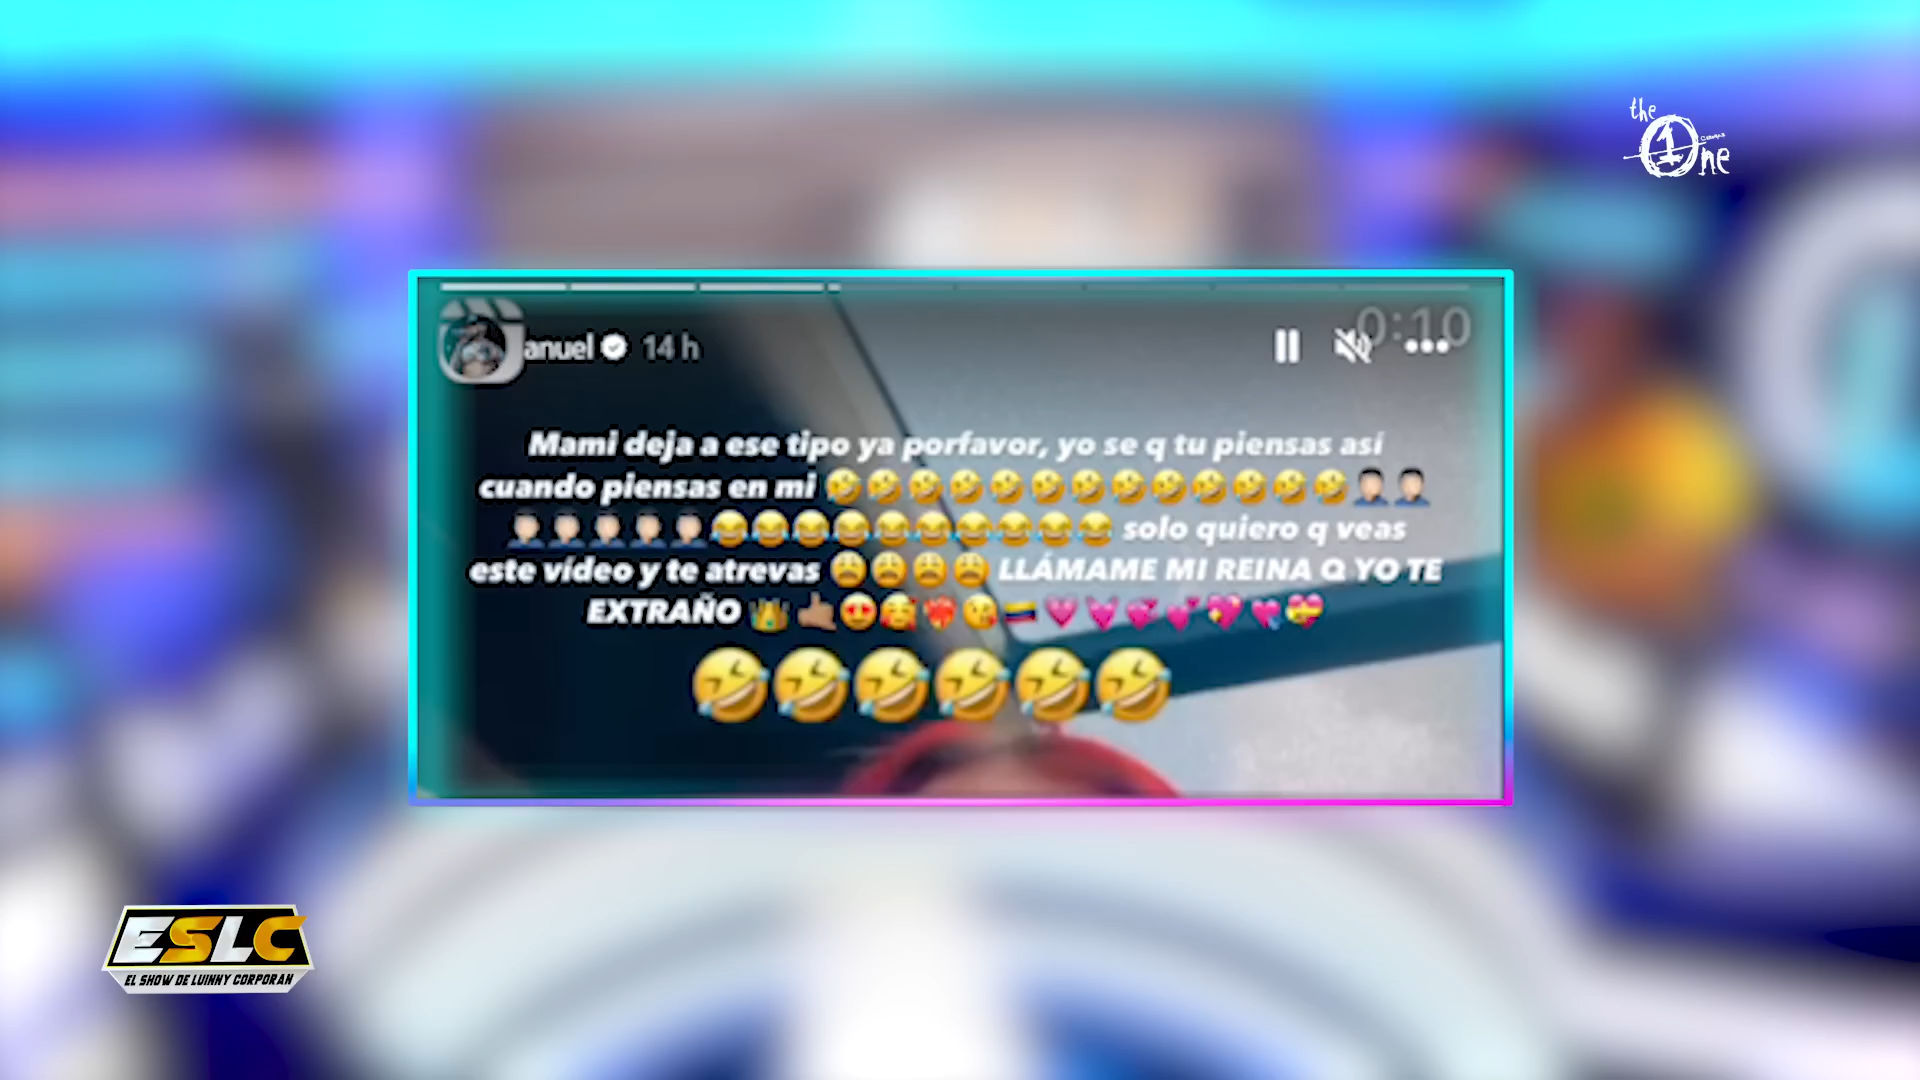 the
1
One
anuel 14 h
0:10
Mami deja a ese tipo ya porfavor, yo se q tu piensas así
cuando piensas en mi 🤣🤣🤣🤣🤣🤣🤣🤣🤣🤣🤣🤣🤣🤦🏻‍♂️🤦🏻‍♂️
🤦🏻‍♂️🤦🏻‍♂️🤦🏻‍♂️🤦🏻‍♂️🤦🏻‍♂️😂😂😂😂😂😂😂😂😂😂 solo quiero q veas
este vídeo y te atrevas 😩😩😩😩 LLÁMAME MI REINA Q YO TE
EXTRAÑO 👑🤙🏽😍🥰❤️‍🔥😘🇨🇴💗💓💞💕💖💘💝
🤣🤣🤣🤣🤣🤣
ESLC
EL SHOW DE LUINNY CORPORAN